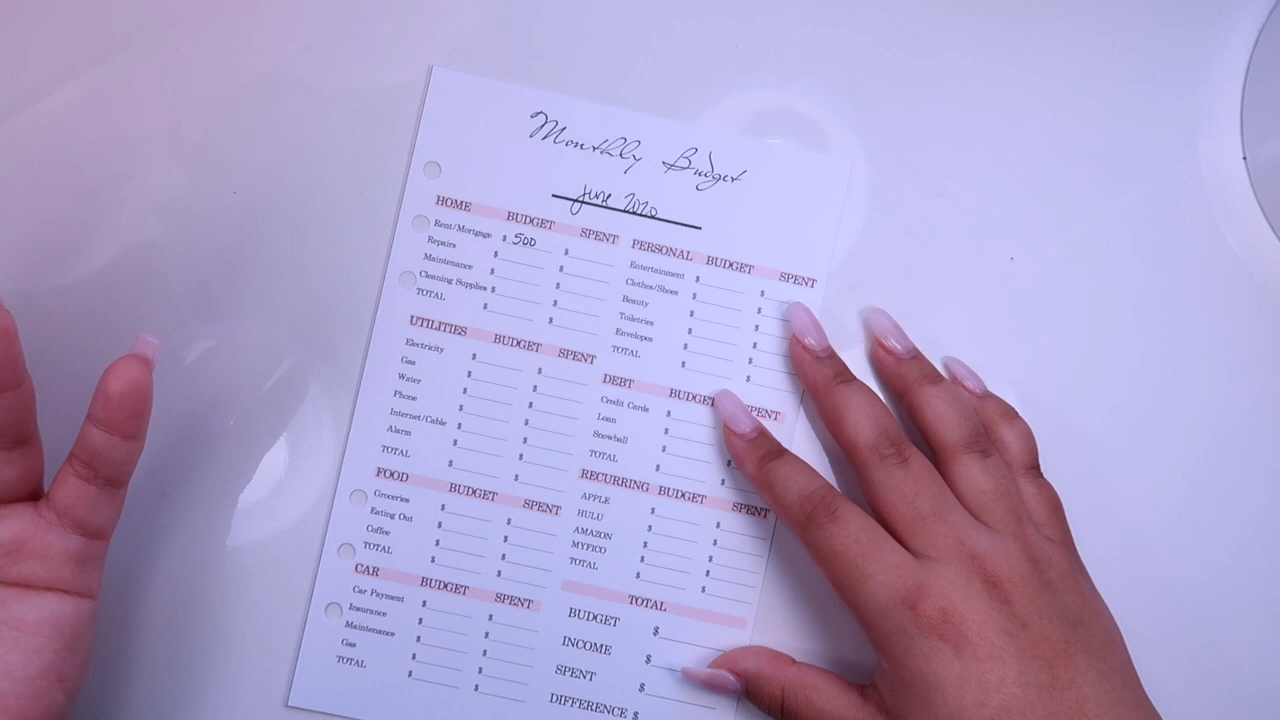 Monthly Budget
June 2020
HOME BUDGET SPENT
Rent/Mortgage $ 500 $
Repairs $ $
Maintenance $ $
Cleaning Supplies $ $
TOTAL $ $
UTILITIES BUDGET SPENT
Electricity $ $
Gas $ $
Water $ $
Phone $ $
Internet/Cable $ $
Alarm $ $
TOTAL $ $
FOOD BUDGET SPENT
Groceries $ $
Eating Out $ $
Coffee $ $
TOTAL $ $
CAR BUDGET SPENT
Car Payment $ $
Insurance $ $
Maintenance $ $
Gas $ $
TOTAL $ $
PERSONAL BUDGET SPENT
Entertainment $ $
Clothes/Shoes $ $
Beauty $ $
Toiletries $ $
Envelopes $ $
TOTAL $ $
DEBT BUDGET SPENT
Credit Cards $
Loan $
Snowball $ $
TOTAL $ $
RECURRING BUDGET SPENT
APPLE $ $
HULU $ $
AMAZON $ $
MYFICO $ $
TOTAL $ $
TOTAL
BUDGET $
INCOME $
SPENT $
DIFFERENCE $